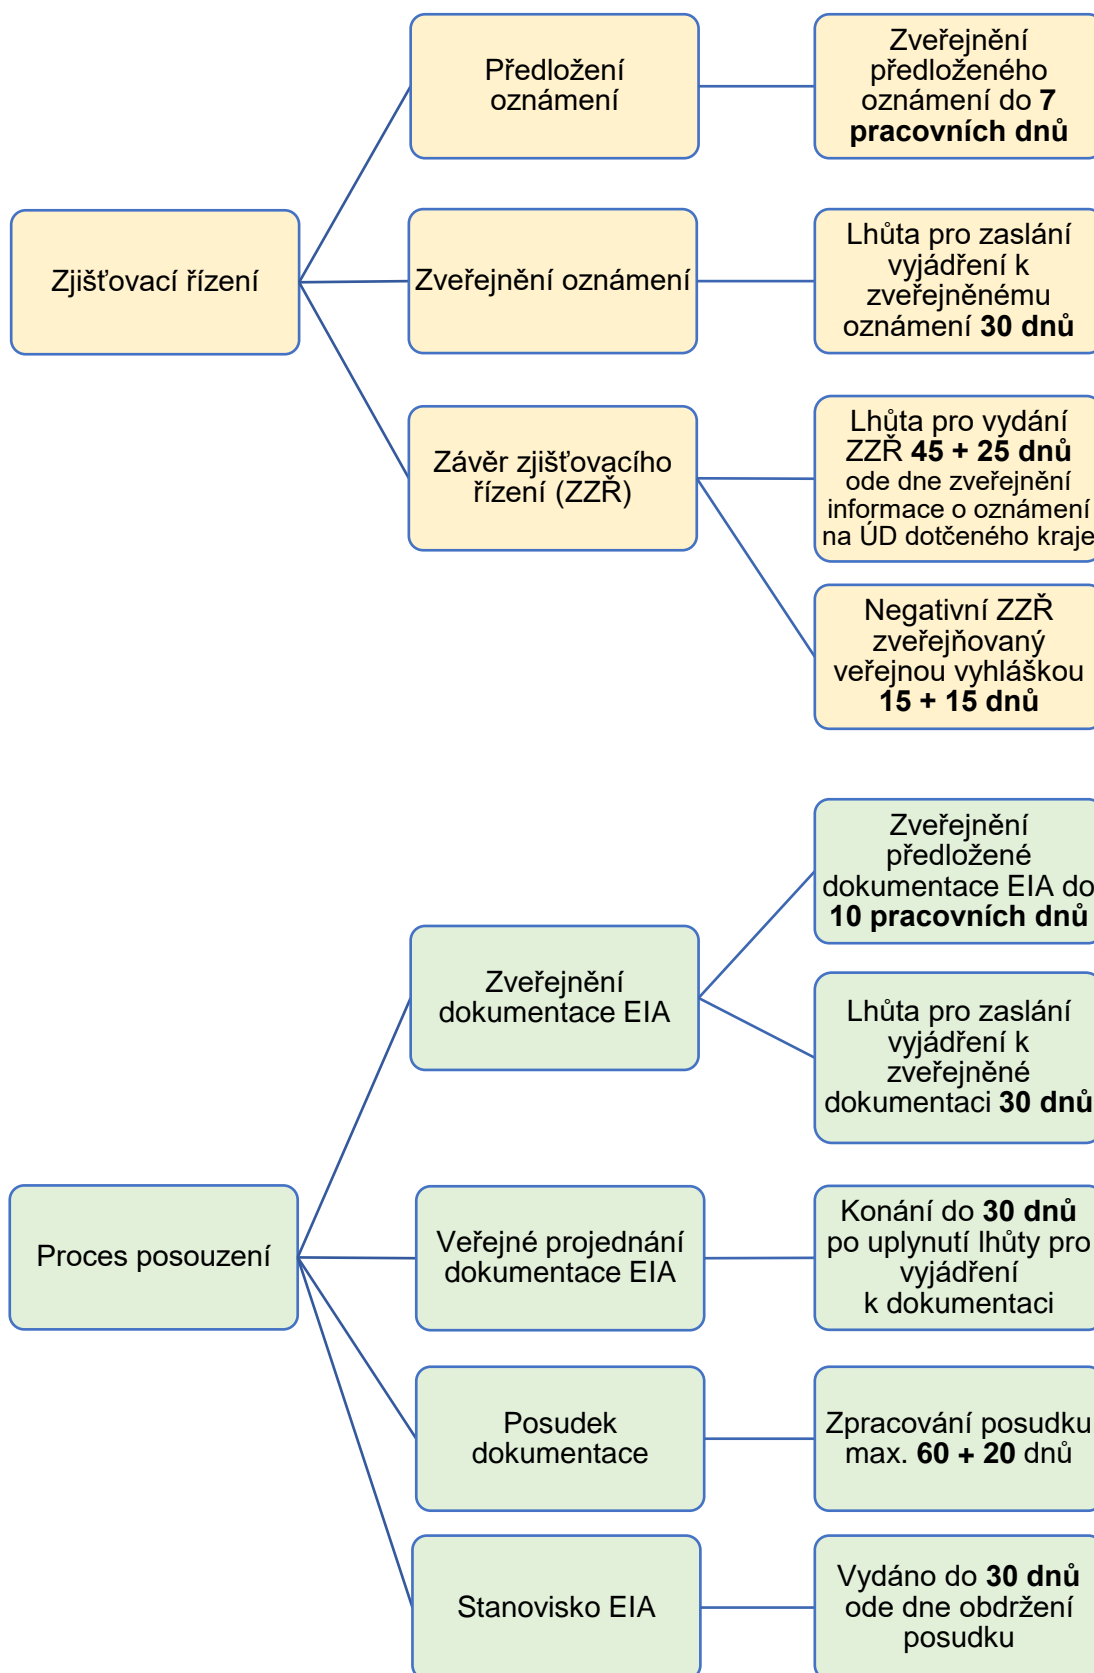 Zjišťovací řízení
Předložení
oznámení
Zveřejnění
předloženého
oznámení do 7
pracovních dnů
Zveřejnění oznámení
Lhůta pro zaslání
vyjádření k
zveřejněnému
oznámení 30 dnů
Závěr zjišťovacího
řízení (ZZŘ)
Lhůta pro vydání
ZZŘ 45 + 25 dnů
ode dne zveřejnění
informace o oznámení
na ÚD dotčeného kraje
Negativní ZZŘ
zveřejňovaný
veřejnou vyhláškou
15 + 15 dnů
Proces posouzení
Zveřejnění
dokumentace EIA
Zveřejnění
předložené
dokumentace EIA do
10 pracovních dnů
Lhůta pro zaslání
vyjádření k
zveřejněné
dokumentaci 30 dnů
Veřejné projednání
dokumentace EIA
Konání do 30 dnů
po uplynutí lhůty pro
vyjádření
k dokumentaci
Posudek
dokumentace
Zpracování posudku
max. 60 + 20 dnů
Stanovisko EIA
Vydáno do 30 dnů
ode dne obdržení
posudku